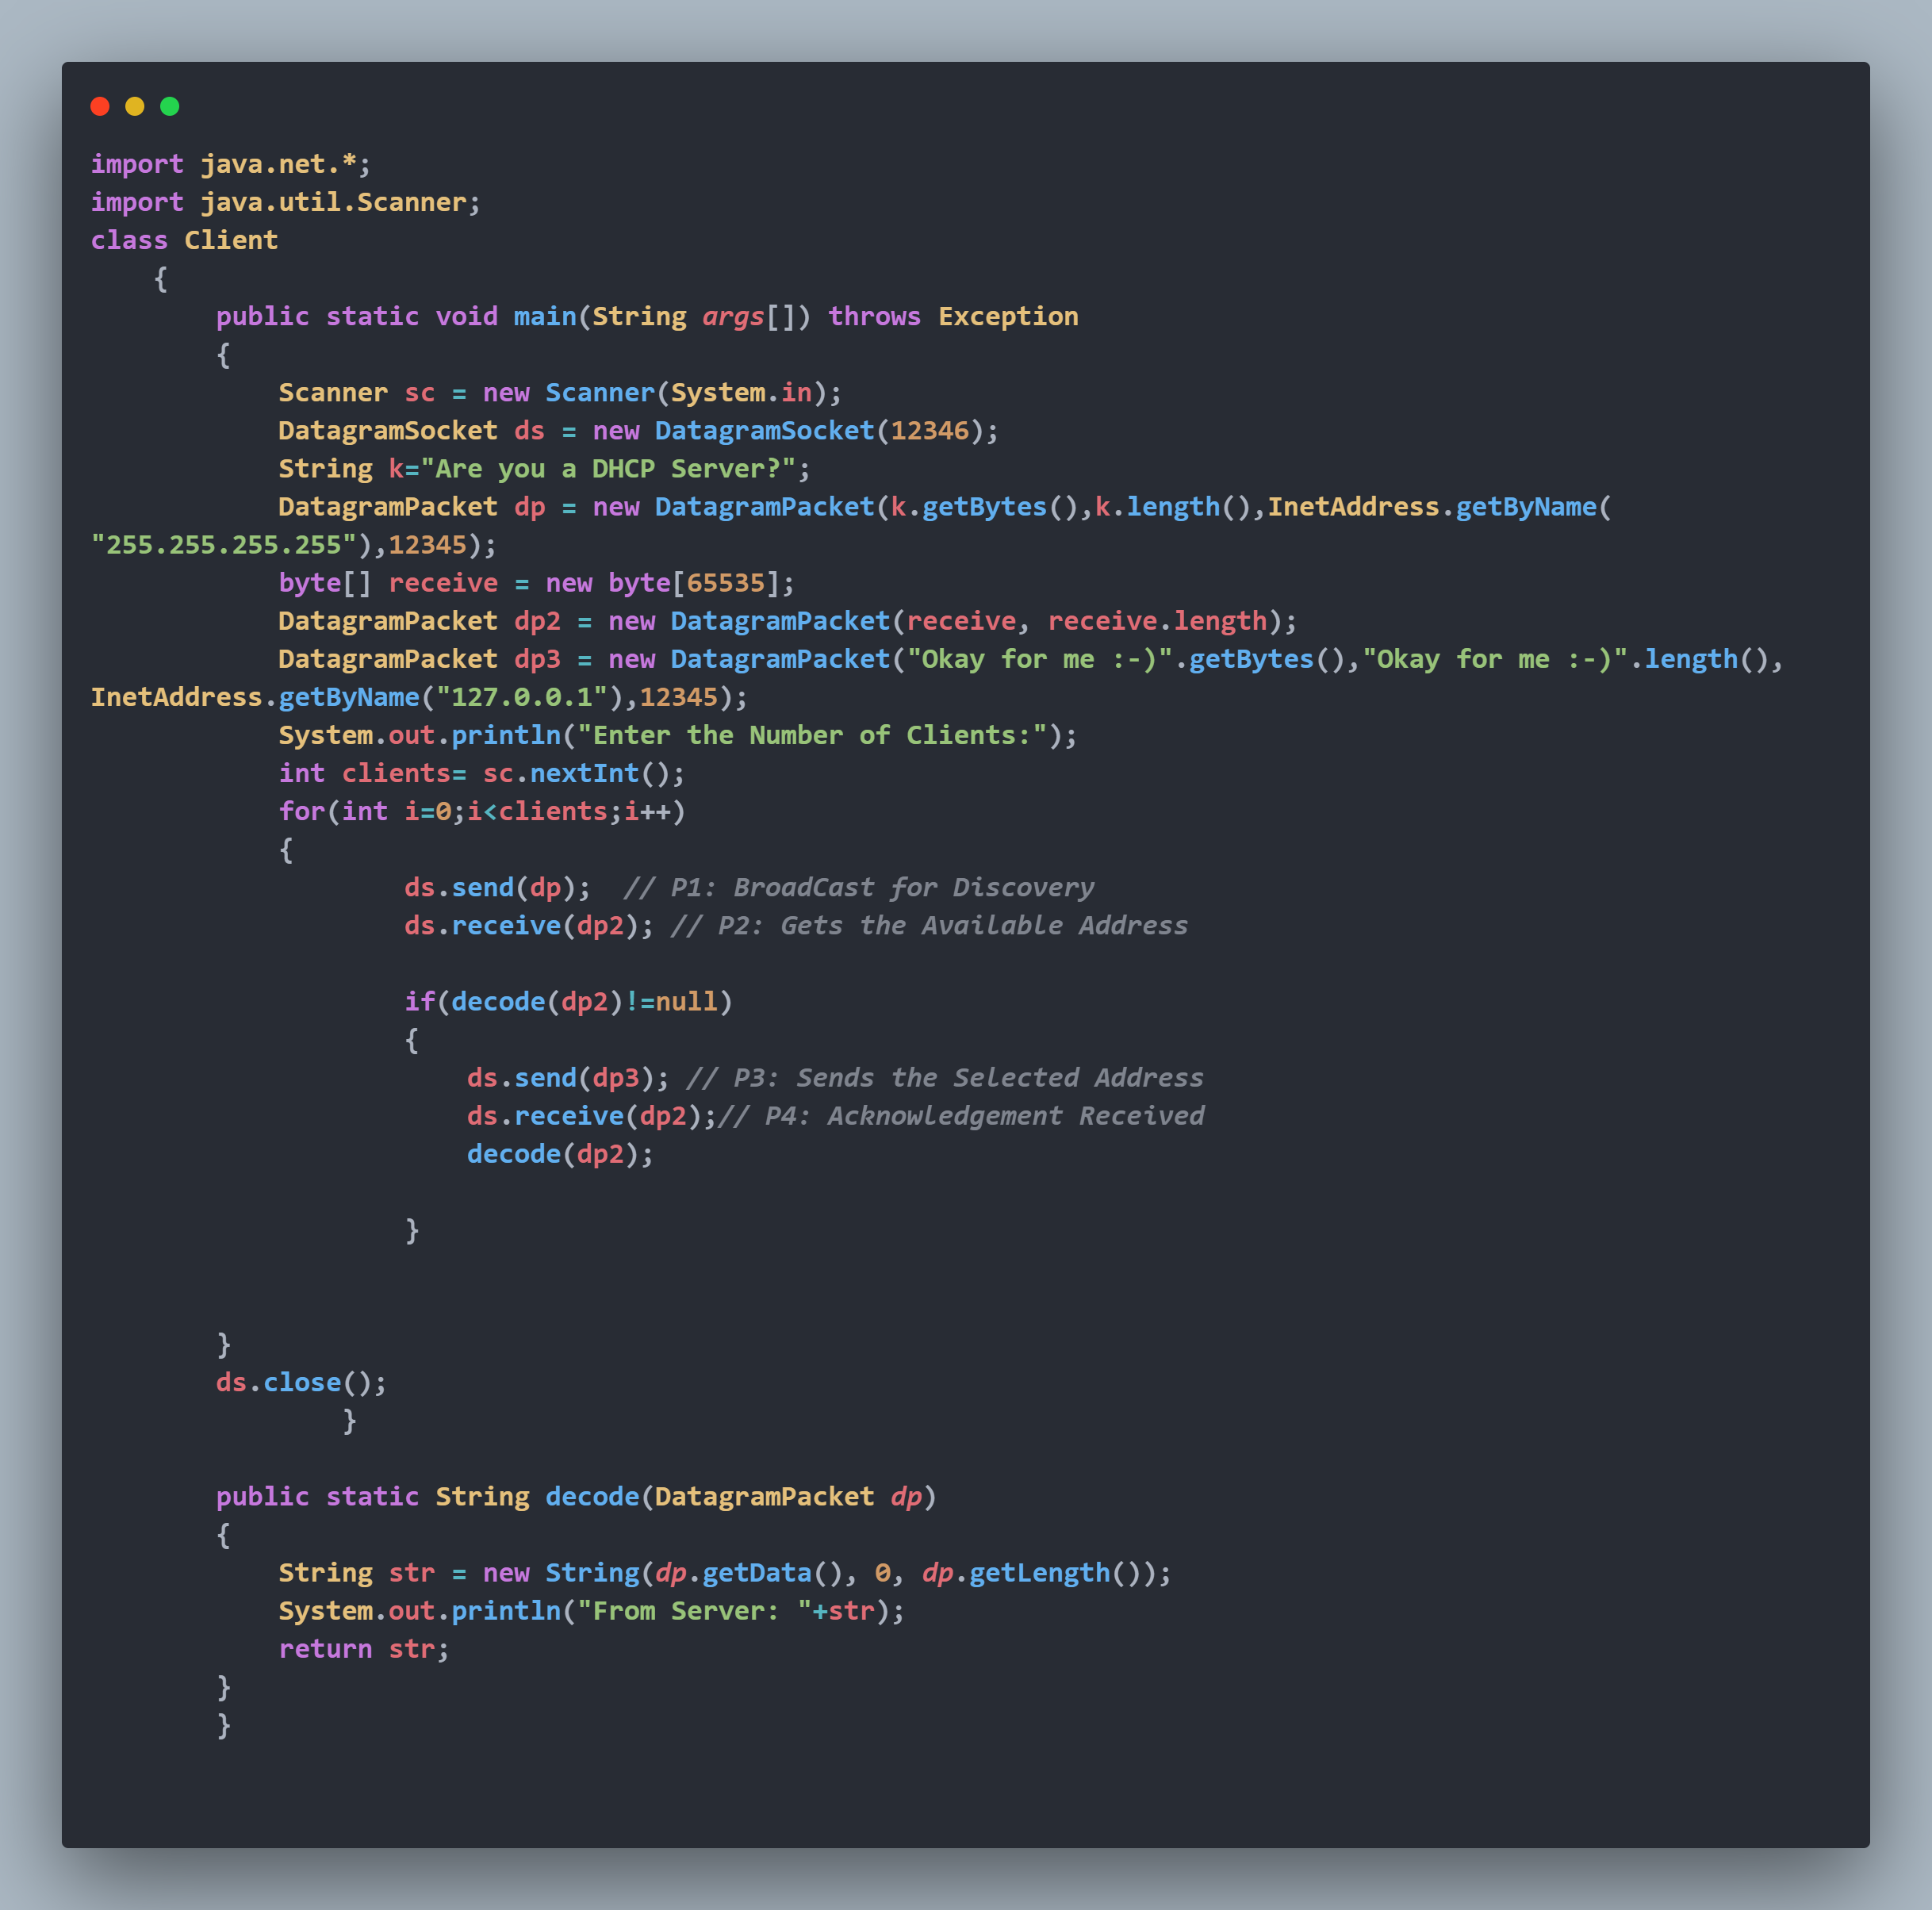 import java.net.*;
import java.util.Scanner;
class Client
    {
        public static void main(String args[]) throws Exception
        {
            Scanner sc = new Scanner(System.in);
            DatagramSocket ds = new DatagramSocket(12346);
            String k="Are you a DHCP Server?";
            DatagramPacket dp = new DatagramPacket(k.getBytes(),k.length(),InetAddress.getByName(
"255.255.255.255"),12345);
            byte[] receive = new byte[65535];
            DatagramPacket dp2 = new DatagramPacket(receive, receive.length);
            DatagramPacket dp3 = new DatagramPacket("Okay for me :-)".getBytes(),"Okay for me :-)".length(),
InetAddress.getByName("127.0.0.1"),12345);
            System.out.println("Enter the Number of Clients:");
            int clients= sc.nextInt();
            for(int i=0;i<clients;i++)
            {
                    ds.send(dp);  // P1: BroadCast for Discovery
                    ds.receive(dp2); // P2: Gets the Available Address

                    if(decode(dp2)!=null)
                    {
                        ds.send(dp3); // P3: Sends the Selected Address
                        ds.receive(dp2);// P4: Acknowledgement Received
                        decode(dp2);

                    }


        }
        ds.close();
                }

        public static String decode(DatagramPacket dp)
        {
            String str = new String(dp.getData(), 0, dp.getLength());
            System.out.println("From Server: "+str);
            return str;
        }
        }